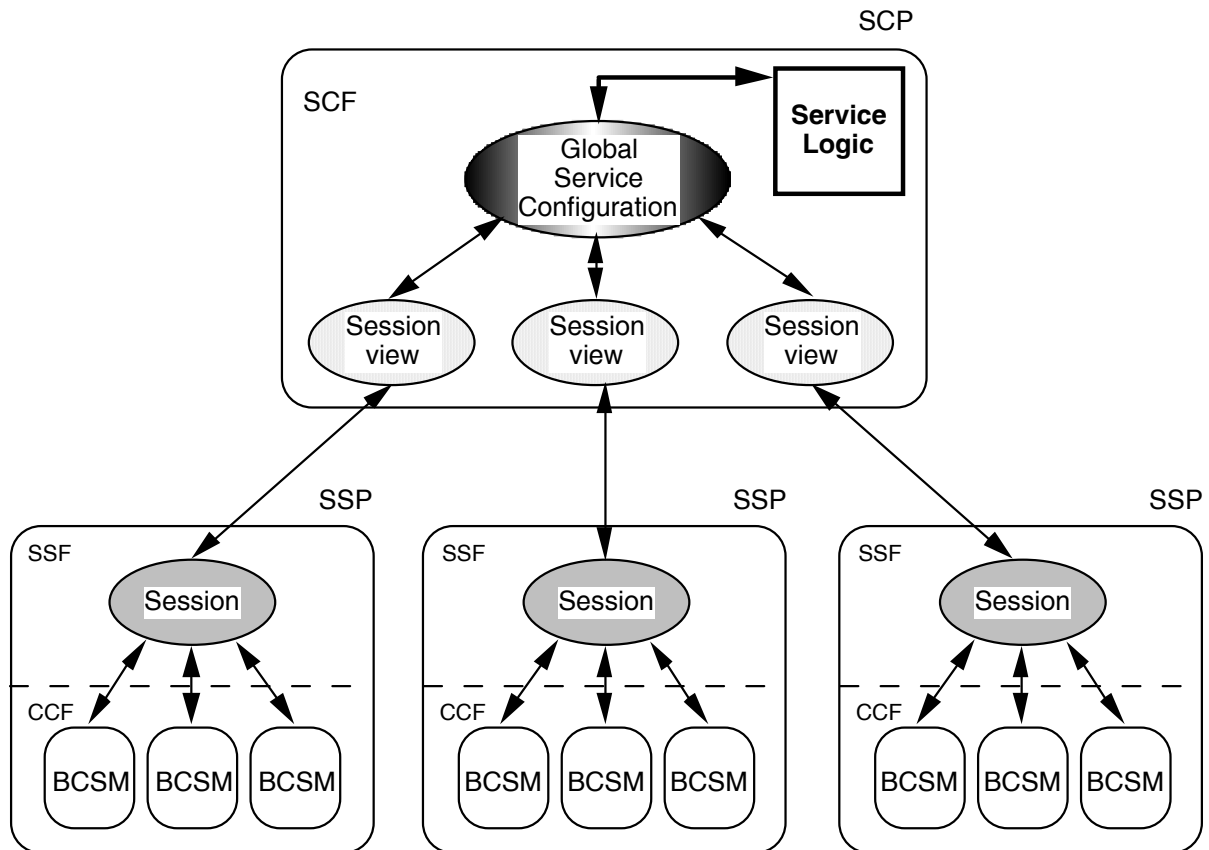 SCP
SCF
Service
Logic
Global
Service
Configuration
Session
view
Session
view
Session
view
SSP
SSP
SSP
SSF
SSF
SSF
Session
Session
Session
CCF
CCF
CCF
BCSM
BCSM
BCSM
BCSM
BCSM
BCSM
BCSM
BCSM
BCSM